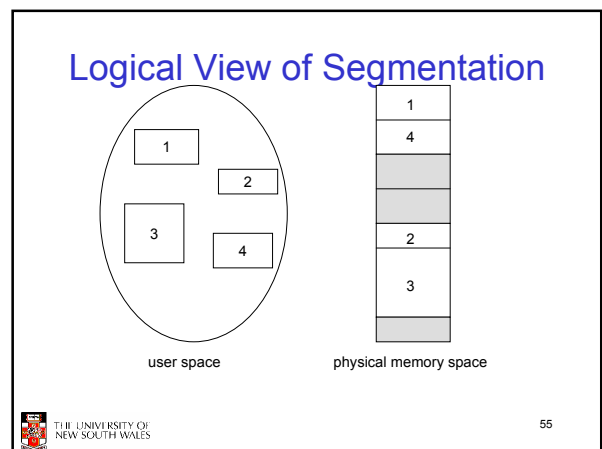 Logical View of Segmentation
1
2
3
4
1
4
2
3
user space
physical memory space
THE UNIVERSITY OF
NEW SOUTH WALES
55